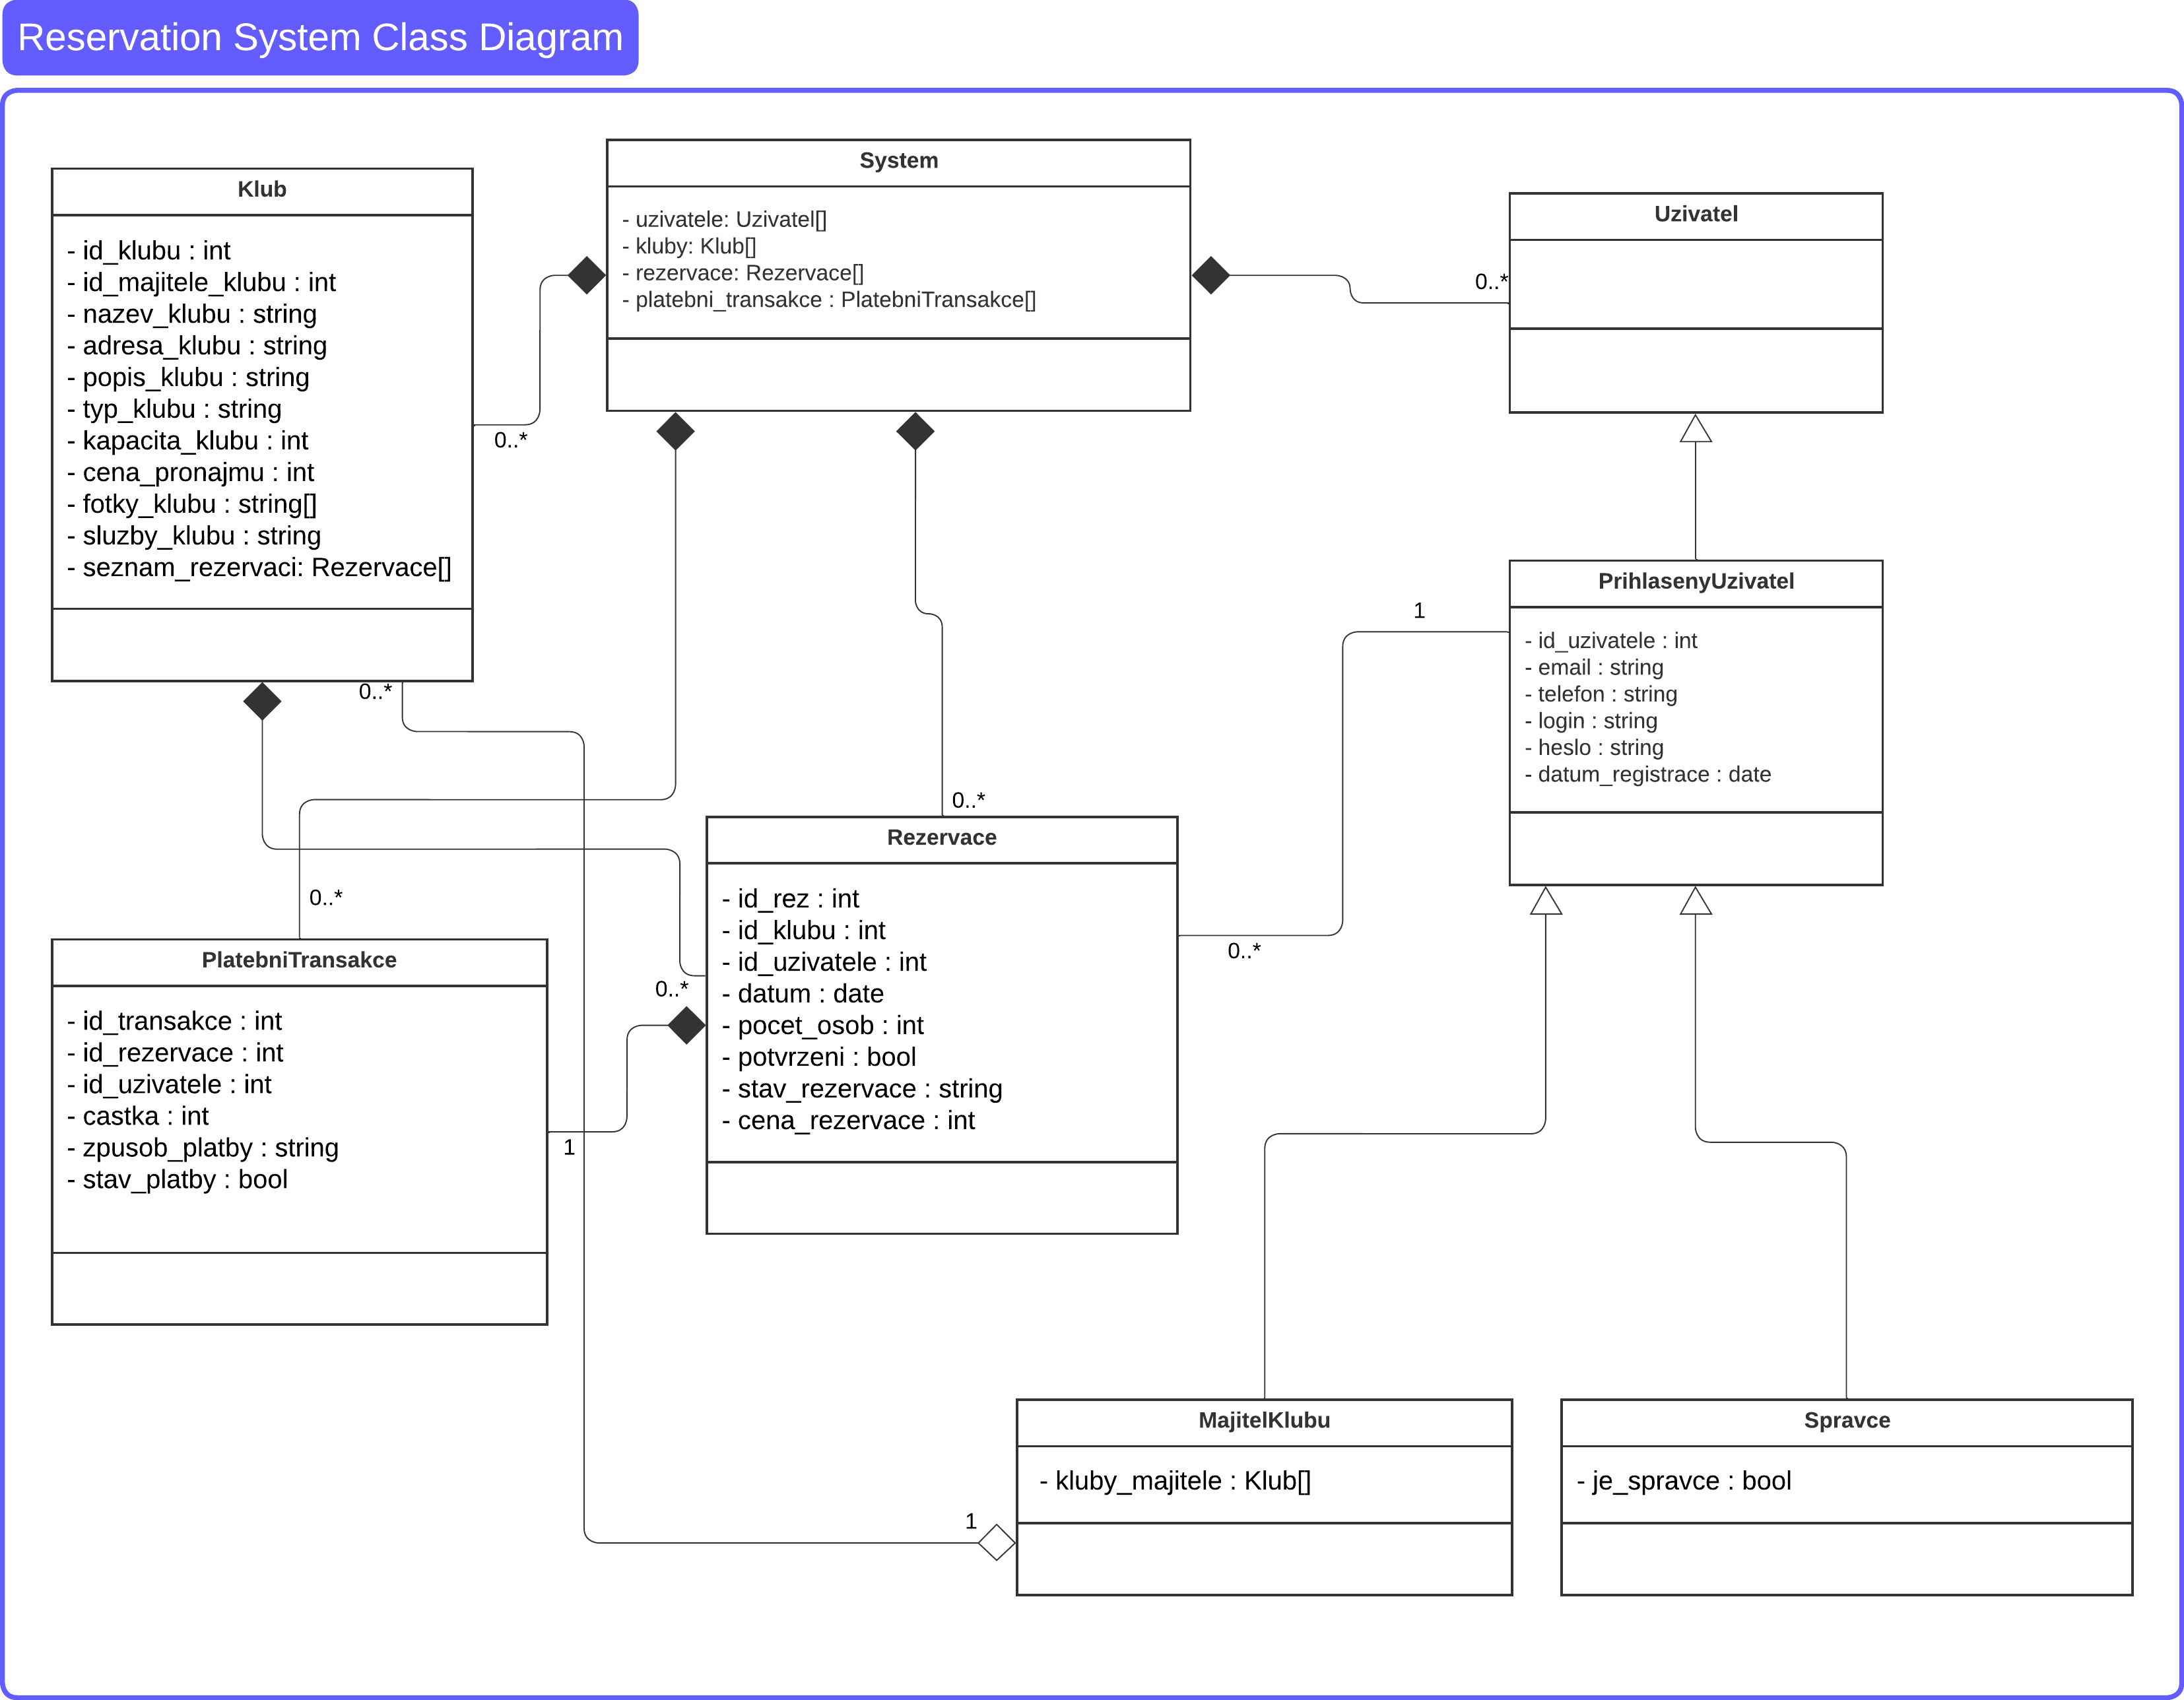 Reservation System Class Diagram
Klub
- id_klubu : int
- id_majitele_klubu : int
- nazev_klubu : string
- adresa_klubu : string
- popis_klubu : string
- typ_klubu : string
- kapacita_klubu : int
- cena_pronajmu : int
- fotky_klubu : string[]
- sluzby_klubu : string
- seznam_rezervaci: Rezervace[]
System
- uzivatele: Uzivatel[]
- kluby: Klub[]
- rezervace: Rezervace[]
- platebni_transakce : PlatebniTransakce[]
Uzivatel
0..*
0..*
PrihlasenyUzivatel
- id_uzivatele : int
- email : string
- telefon : string
- login : string
- heslo : string
- datum_registrace : date
1
0..*
0..*
0..*
Rezervace
- id_rez : int
- id_klubu : int
- id_uzivatele : int
- datum : date
- pocet_osob : int
- potvrzeni : bool
- stav_rezervace : string
- cena_rezervace : int
0..*
0..*
PlatebniTransakce
- id_transakce : int
- id_rezervace : int
- id_uzivatele : int
- castka : int
- zpusob_platby : string
- stav_platby : bool
1
MajitelKlubu
- kluby_majitele : Klub[]
1
Spravce
- je_spravce : bool